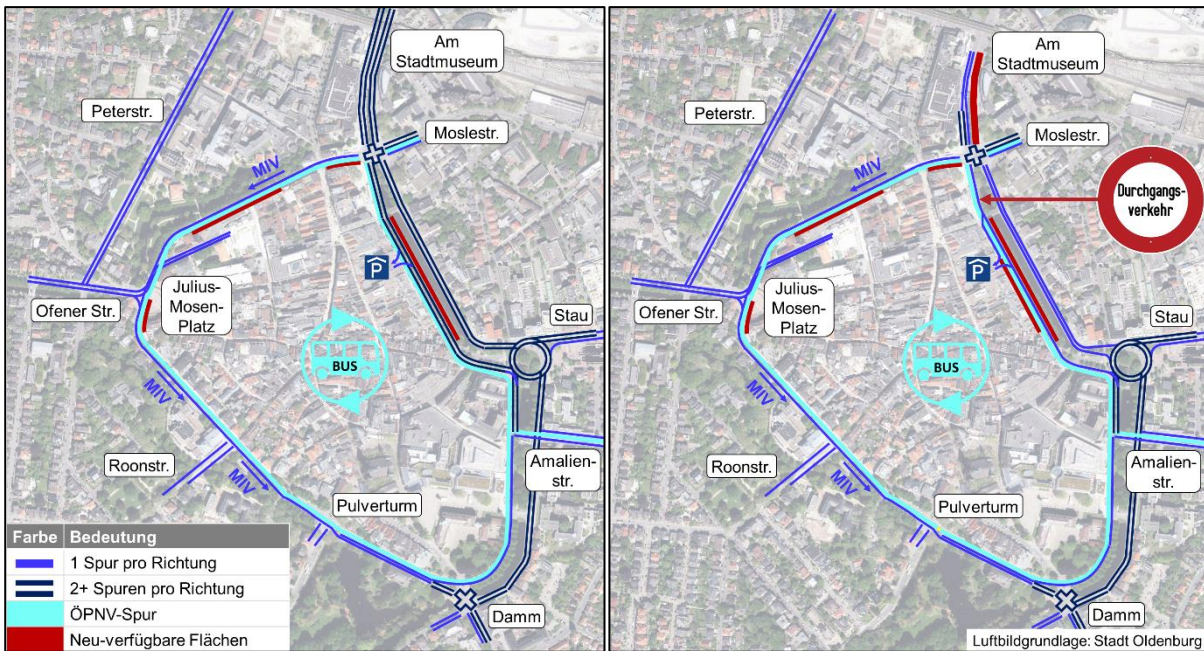 Am
Stadtmuseum
Peterstr.
Moslestr.
MIV
P
Julius-
Mosen-
Platz
Ofener Str.
Stau
BUS
MIV
Roonstr.
MIV
Amalien-
str.
Pulverturm
Damm
Farbe Bedeutung
1 Spur pro Richtung
2+ Spuren pro Richtung
ÖPNV-Spur
Neu-verfügbare Flächen
Am
Stadtmuseum
Peterstr.
Moslestr.
MIV
Durchgangs-
verkehr
P
Julius-
Mosen-
Platz
Ofener Str.
Stau
BUS
MIV
Roonstr.
MIV
Amalien-
str.
Pulverturm
Damm
Luftbildgrundlage: Stadt Oldenburg